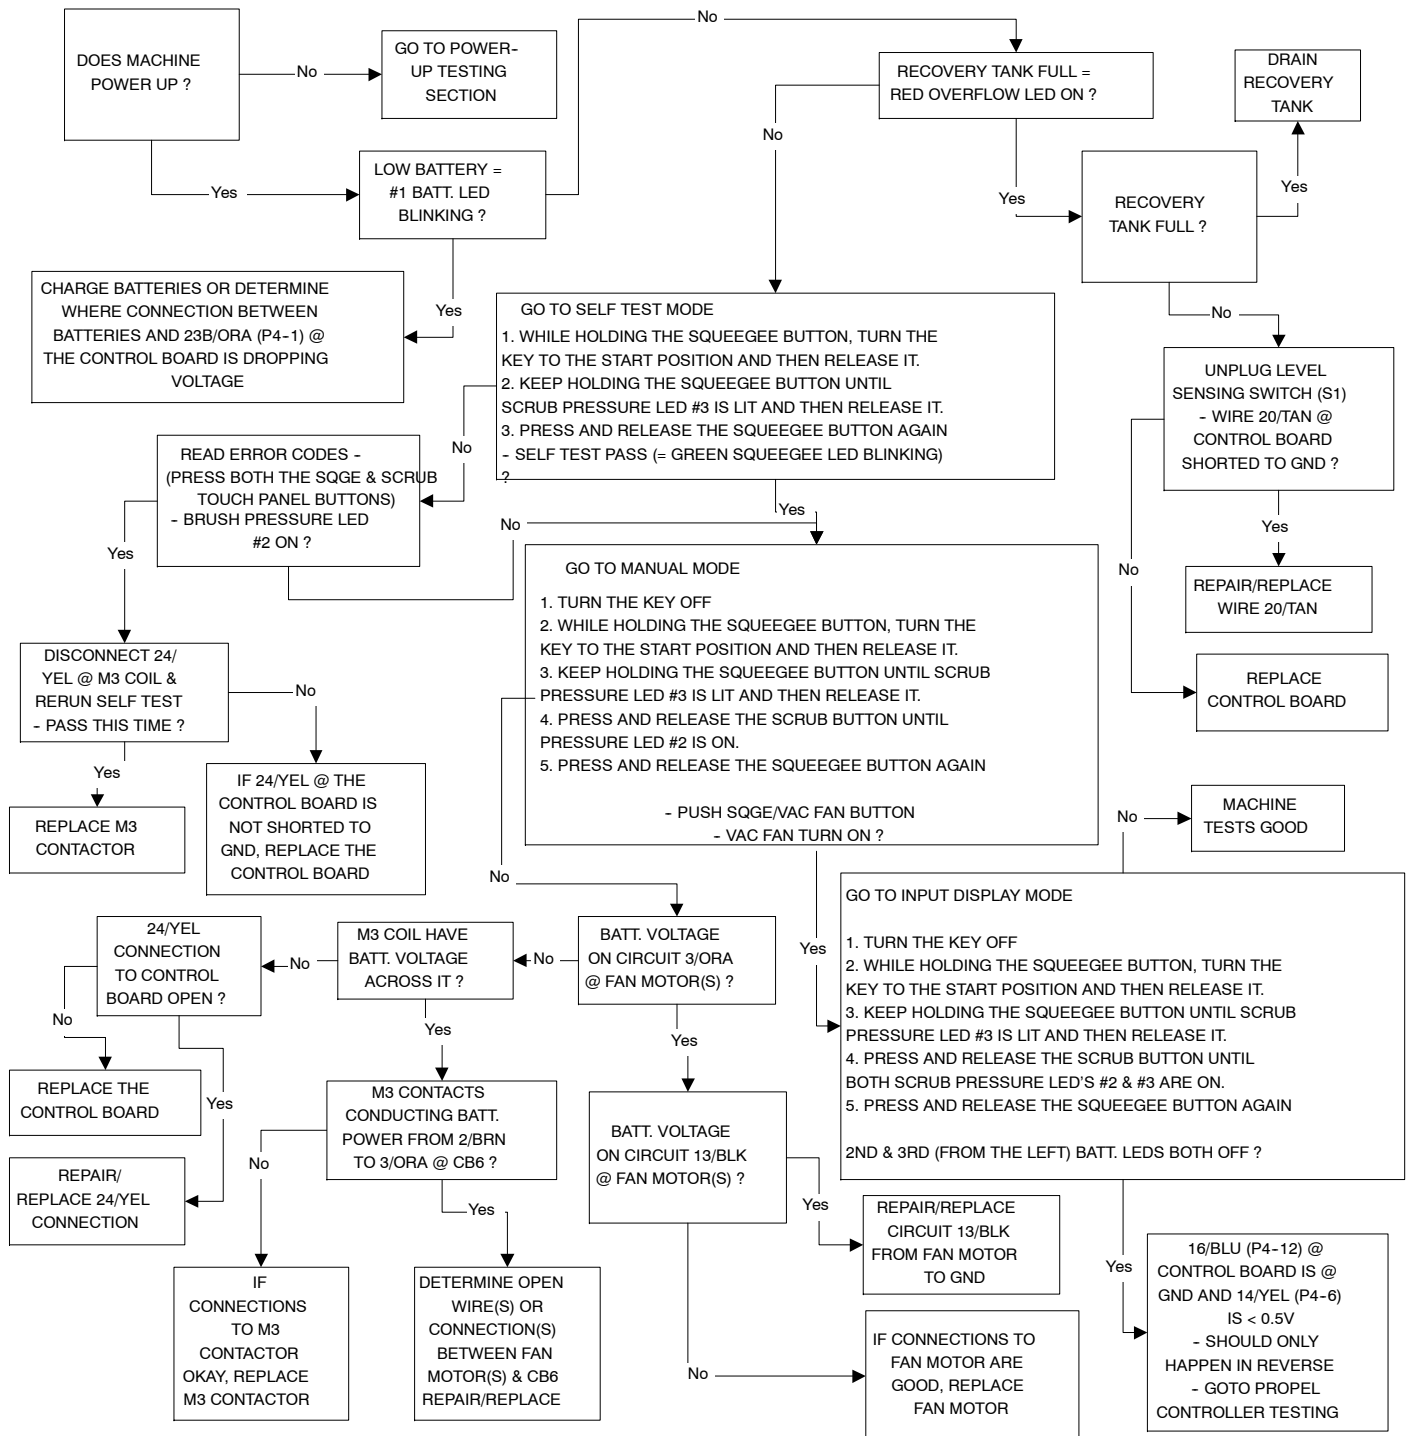 No
DOES MACHINE
POWER UP ?
No
GO TO POWER-
UP TESTING
SECTION
RECOVERY TANK FULL =
RED OVERFLOW LED ON ?
DRAIN
RECOVERY
TANK
No
Yes
LOW BATTERY =
#1 BATT. LED
BLINKING ?
Yes
RECOVERY
TANK FULL ?
Yes
CHARGE BATTERIES OR DETERMINE
WHERE CONNECTION BETWEEN
BATTERIES AND 23B/ORA (P4-1) @
THE CONTROL BOARD IS DROPPING
VOLTAGE
Yes
GO TO SELF TEST MODE
1. WHILE HOLDING THE SQUEEGEE BUTTON, TURN THE
KEY TO THE START POSITION AND THEN RELEASE IT.
2. KEEP HOLDING THE SQUEEGEE BUTTON UNTIL
SCRUB PRESSURE LED #3 IS LIT AND THEN RELEASE IT.
3. PRESS AND RELEASE THE SQUEEGEE BUTTON AGAIN
- SELF TEST PASS (= GREEN SQUEEGEE LED BLINKING)
?
No
UNPLUG LEVEL
SENSING SWITCH (S1)
- WIRE 20/TAN @
CONTROL BOARD
SHORTED TO GND ?
No
READ ERROR CODES -
(PRESS BOTH THE SQGE & SCRUB
TOUCH PANEL BUTTONS)
- BRUSH PRESSURE LED
#2 ON ?
Yes
No
Yes
Yes
No
REPAIR/REPLACE
WIRE 20/TAN
GO TO MANUAL MODE
1. TURN THE KEY OFF
2. WHILE HOLDING THE SQUEEGEE BUTTON, TURN THE
KEY TO THE START POSITION AND THEN RELEASE IT.
3. KEEP HOLDING THE SQUEEGEE BUTTON UNTIL SCRUB
PRESSURE LED #3 IS LIT AND THEN RELEASE IT.
4. PRESS AND RELEASE THE SCRUB BUTTON UNTIL
PRESSURE LED #2 IS ON.
5. PRESS AND RELEASE THE SQUEEGEE BUTTON AGAIN
- PUSH SQGE/VAC FAN BUTTON
- VAC FAN TURN ON ?
DISCONNECT 24/
YEL @ M3 COIL &
RERUN SELF TEST
- PASS THIS TIME ?
No
REPLACE
CONTROL BOARD
Yes
REPLACE M3
CONTACTOR
IF 24/YEL @ THE
CONTROL BOARD IS
NOT SHORTED TO
GND, REPLACE THE
CONTROL BOARD
No
MACHINE
TESTS GOOD
No
GO TO INPUT DISPLAY MODE
1. TURN THE KEY OFF
2. WHILE HOLDING THE SQUEEGEE BUTTON, TURN THE
KEY TO THE START POSITION AND THEN RELEASE IT.
3. KEEP HOLDING THE SQUEEGEE BUTTON UNTIL SCRUB
PRESSURE LED #3 IS LIT AND THEN RELEASE IT.
4. PRESS AND RELEASE THE SCRUB BUTTON UNTIL
BOTH SCRUB PRESSURE LED'S #2 & #3 ARE ON.
5. PRESS AND RELEASE THE SQUEEGEE BUTTON AGAIN
2ND & 3RD (FROM THE LEFT) BATT. LEDS BOTH OFF ?
24/YEL
CONNECTION
TO CONTROL
BOARD OPEN ?
No
M3 COIL HAVE
BATT. VOLTAGE
ACROSS IT ?
No
BATT. VOLTAGE
ON CIRCUIT 3/ORA
@ FAN MOTOR(S) ?
Yes
No
Yes
Yes
REPLACE THE
CONTROL BOARD
Yes
M3 CONTACTS
CONDUCTING BATT.
POWER FROM 2/BRN
TO 3/ORA @ CB6 ?
BATT. VOLTAGE
ON CIRCUIT 13/BLK
@ FAN MOTOR(S) ?
REPAIR/
REPLACE 24/YEL
CONNECTION
No
Yes
Yes
REPAIR/REPLACE
CIRCUIT 13/BLK
FROM FAN MOTOR
TO GND
Yes
16/BLU (P4-12) @
CONTROL BOARD IS @
GND AND 14/YEL (P4-6)
IS < 0.5V
- SHOULD ONLY
HAPPEN IN REVERSE
- GOTO PROPEL
CONTROLLER TESTING
IF
CONNECTIONS
TO M3
CONTACTOR
OKAY, REPLACE
M3 CONTACTOR
DETERMINE OPEN
WIRE(S) OR
CONNECTION(S)
BETWEEN FAN
MOTOR(S) & CB6
REPAIR/REPLACE
No
IF CONNECTIONS TO
FAN MOTOR ARE
GOOD, REPLACE
FAN MOTOR